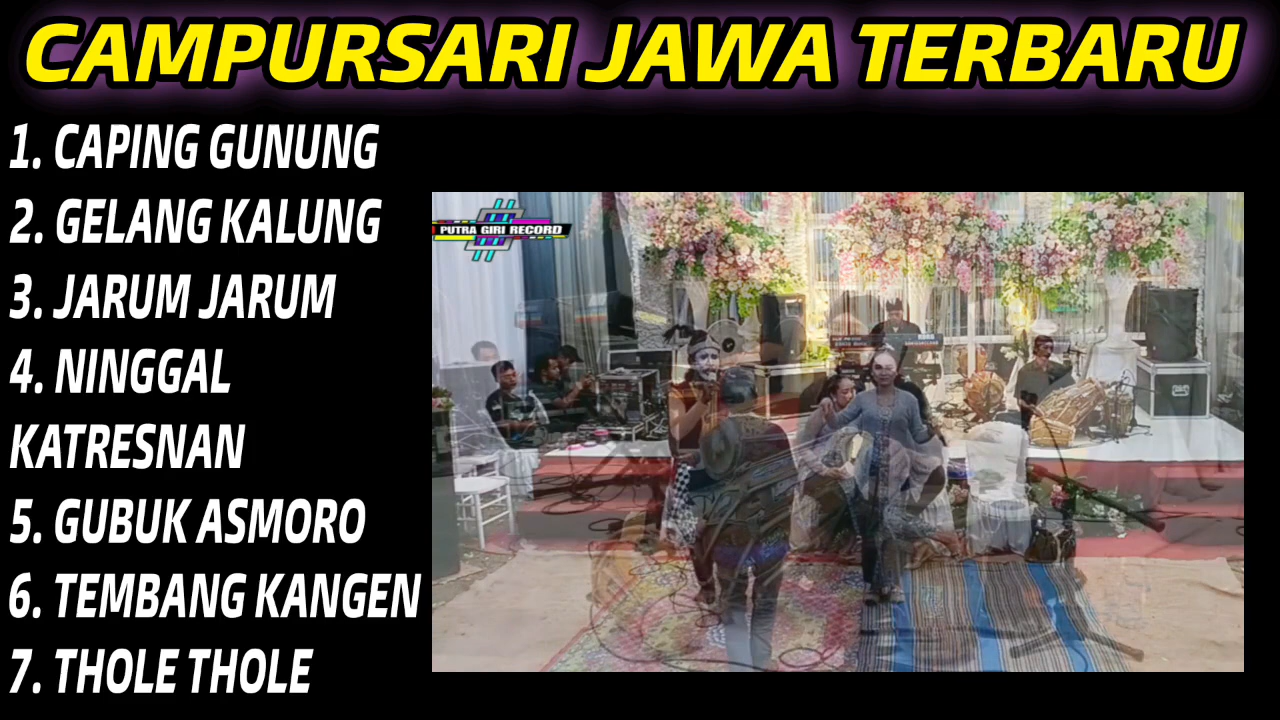 CAMPURSARI JAWA TERBARU
1. CAPING GUNUNG
2. GELANG KALUNG
3. JARUM JARUM
4. NINGGAL
KATRESNAN
5. GUBUK ASMORO
6. TEMBANG KANGEN
7. THOLE THOLE
PUTRA GIRI RECORD
KORG